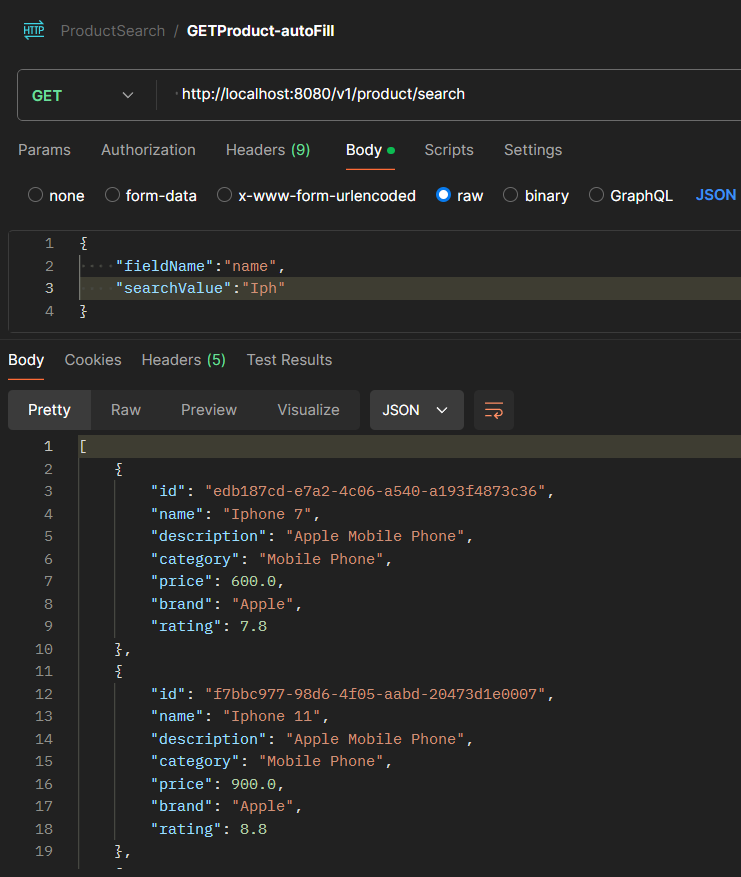 HTTP ProductSearch / GETProduct-autoFill
GET http://localhost:8080/v1/product/search
Params Authorization Headers (9) Body Scripts Settings
none form-data x-www-form-urlencoded raw binary GraphQL JSON
1 {
2 "fieldName":"name",
3 "searchValue":"Iph"
4 }
Body Cookies Headers (5) Test Results
Pretty Raw Preview Visualize JSON
1 [
2 {
3 "id": "edb187cd-e7a2-4c06-a540-a193f4873c36",
4 "name": "Iphone 7",
5 "description": "Apple Mobile Phone",
6 "category": "Mobile Phone",
7 "price": 600.0,
8 "brand": "Apple",
9 "rating": 7.8
10 },
11 {
12 "id": "f7bbc977-98d6-4f05-aabd-20473d1e0007",
13 "name": "Iphone 11",
14 "description": "Apple Mobile Phone",
15 "category": "Mobile Phone",
16 "price": 900.0,
17 "brand": "Apple",
18 "rating": 8.8
19 },